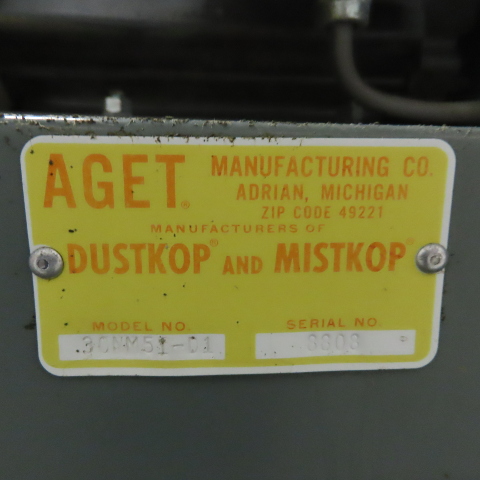 AGET® MANUFACTURING CO.
ADRIAN, MICHIGAN
ZIP CODE 49221
MANUFACTURERS OF
DUSTKOP® AND MISTKOP®
MODEL NO. SERIAL NO.